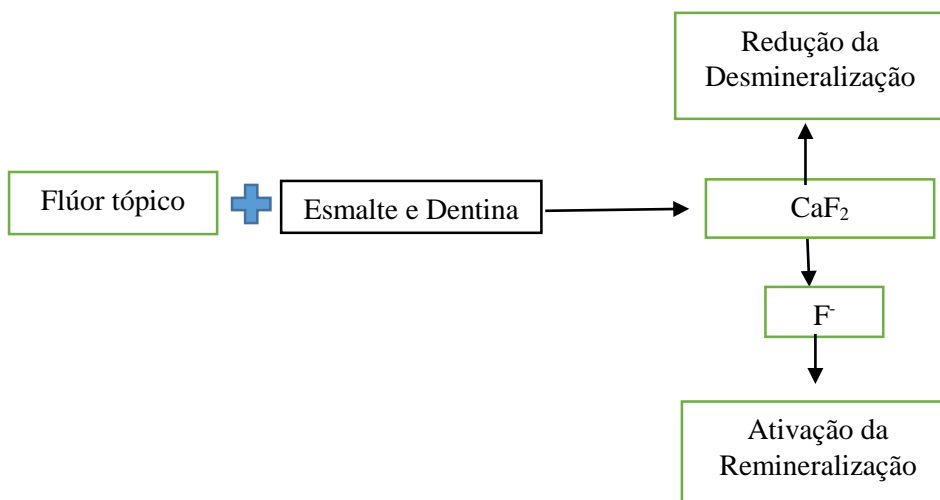 Redução da
Desmineralização
Flúor tópico
Esmalte e Dentina
CaF₂
F⁻
Ativação da
Remineralização